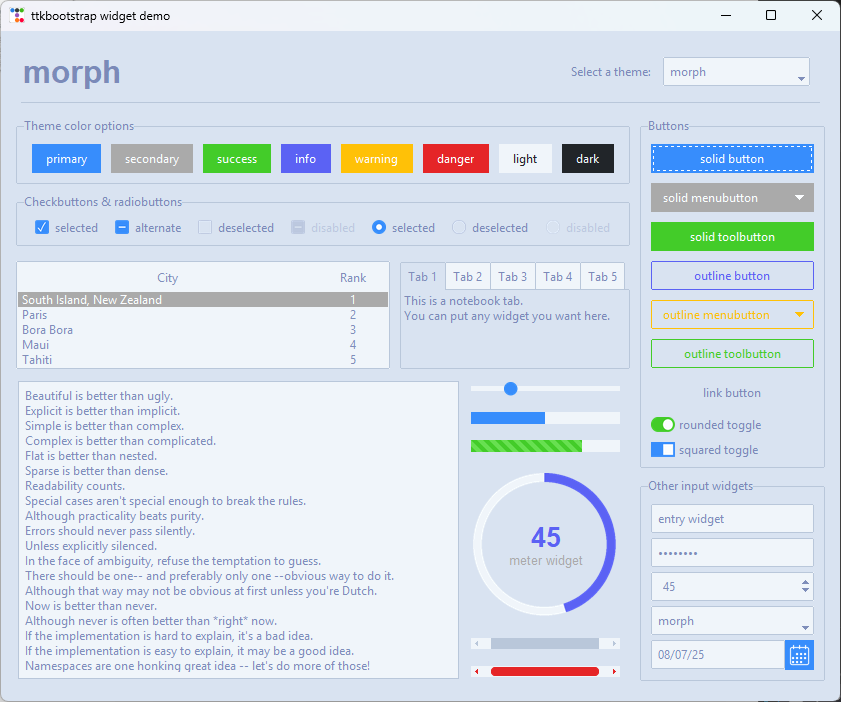 ttkbootstrap widget demo
morph
Select a theme:
morph
Theme color options
primary
secondary
success
info
warning
danger
light
dark
Checkbuttons & radiobuttons
selected
alternate
deselected
disabled
selected
deselected
disabled
City Rank
South Island, New Zealand 1
Paris 2
Bora Bora 3
Maui 4
Tahiti 5
Tab 1
Tab 2
Tab 3
Tab 4
Tab 5
This is a notebook tab.
You can put any widget you want here.
Beautiful is better than ugly.
Explicit is better than implicit.
Simple is better than complex.
Complex is better than complicated.
Flat is better than nested.
Sparse is better than dense.
Readability counts.
Special cases aren't special enough to break the rules.
Although practicality beats purity.
Errors should never pass silently.
Unless explicitly silenced.
In the face of ambiguity, refuse the temptation to guess.
There should be one-- and preferably only one --obvious way to do it.
Although that way may not be obvious at first unless you're Dutch.
Now is better than never.
Although never is often better than *right* now.
If the implementation is hard to explain, it's a bad idea.
If the implementation is easy to explain, it may be a good idea.
Namespaces are one honking great idea -- let's do more of those!
45
meter widget
Buttons
solid button
solid menubutton
solid toolbutton
outline button
outline menubutton
outline toolbutton
link button
rounded toggle
squared toggle
Other input widgets
entry widget
••••••••
45
morph
08/07/25